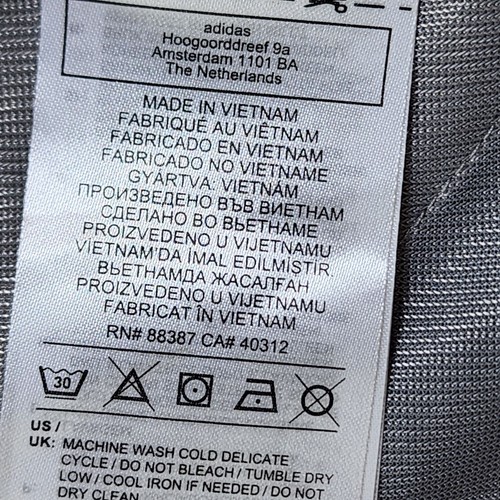 adidas
Hoogoorddreef 9a
Amsterdam 1101 BA
The Netherlands
MADE IN VIETNAM
FABRIQUÉ AU VIÊTNAM
FABRICADO EN VIETNAM
FABRICADO NO VIETNAME
GYÁRTVA: VIETNÁM
ПРОИЗВЕДЕНО ВЪВ ВИЕТНАМ
СДЕЛАНО ВО ВЬЕТНАМЕ
PROIZVEDENO U VIJETNAMU
VİETNAM'DA İMAL EDİLMİŞTİR
ВЬЕТНАМДА ЖАСАЛҒАН
PROIZVEDENO U VIJETNAMU
FABRICAT ÎN VIETNAM
RN# 88387 CA# 40312
30
US /
UK: MACHINE WASH COLD DELICATE
CYCLE / DO NOT BLEACH / TUMBLE DRY
LOW / COOL IRON IF NEEDED / DO NOT
DRY CLEAN